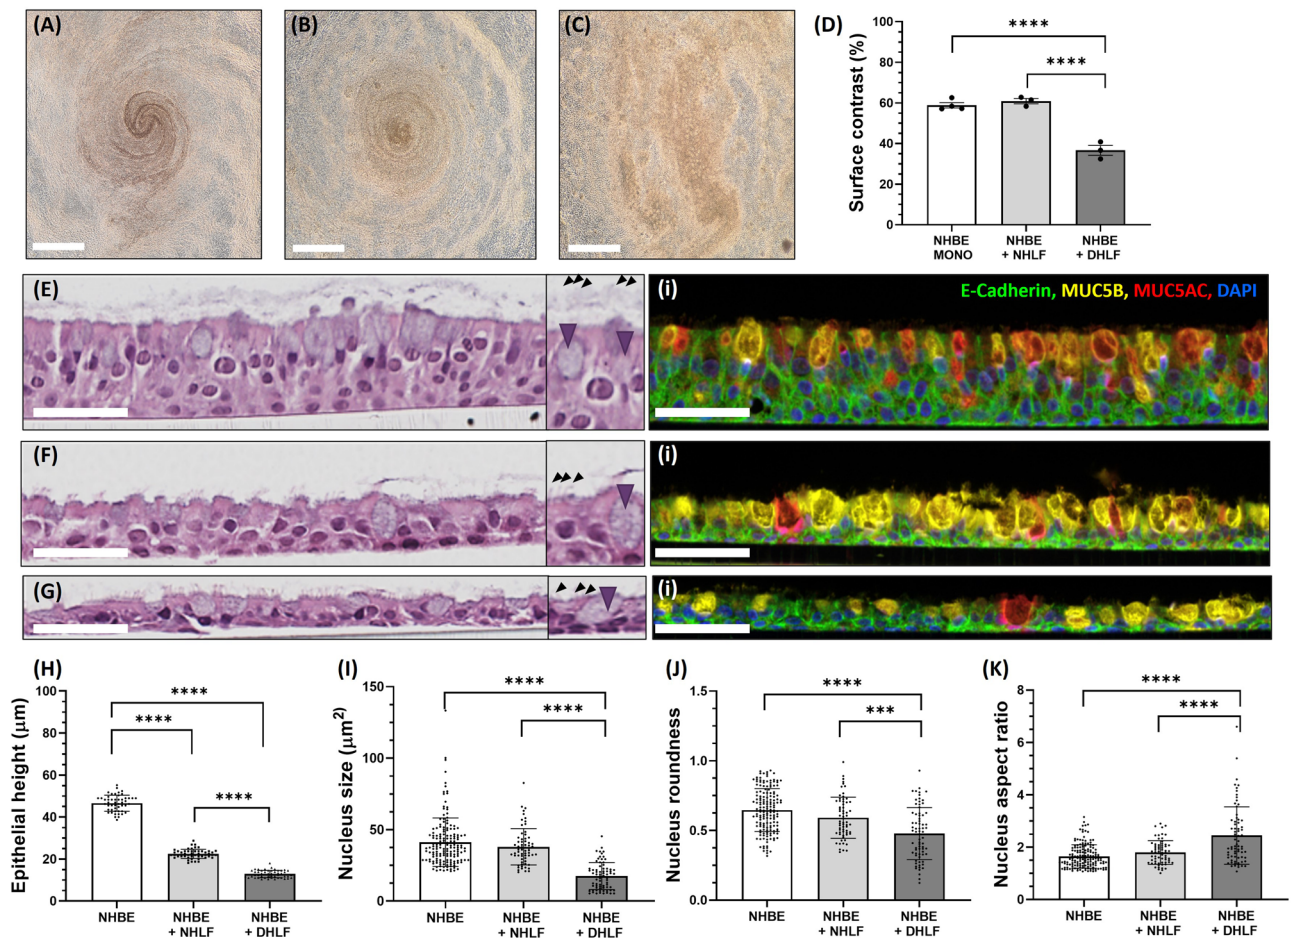 (A)
(B)
(C)
(D)
Surface contrast (%)
100
80
60
40
20
0
****
****
NHBE
MONO
NHBE
+ NHLF
NHBE
+ DHLF
(E)
(i)
E-Cadherin, MUC5B, MUC5AC, DAPI
(F)
(i)
(G)
(i)
(H)
Epithelial height (μm)
100
80
60
40
20
0
****
****
****
NHBE
NHBE
+ NHLF
NHBE
+ DHLF
(I)
Nucleus size (μm²)
150
100
50
0
****
****
NHBE
NHBE
+ NHLF
NHBE
+ DHLF
(J)
Nucleus roundness
1.5
1.0
0.5
0.0
****
***
NHBE
NHBE
+ NHLF
NHBE
+ DHLF
(K)
Nucleus aspect ratio
8
6
4
2
0
****
****
NHBE
NHBE
+ NHLF
NHBE
+ DHLF